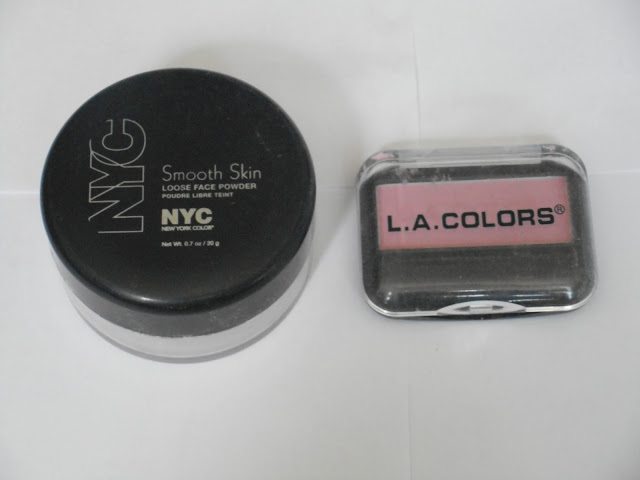 NYC
Smooth Skin
LOOSE FACE POWDER
POUDRE LIBRE TEINT
NYC
NEW YORK COLOR®
Net Wt. 0.7 oz / 20 g
L.A.COLORS®